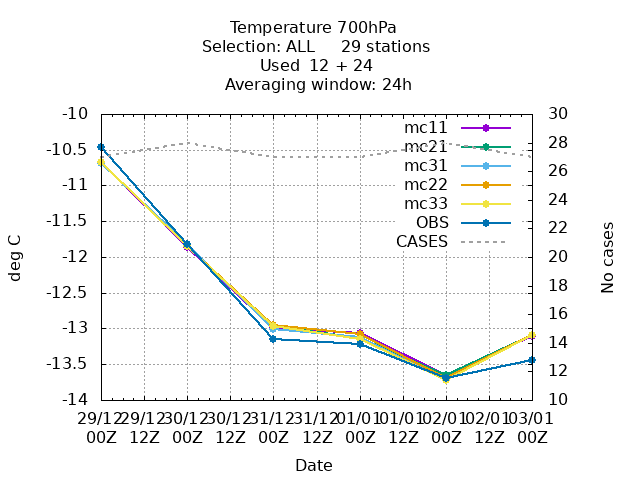 Temperature 700hPa
Selection: ALL 29 stations
Used 12 + 24
Averaging window: 24h
-10
-10.5
-11
-11.5
-12
-12.5
-13
-13.5
-14
deg C
mc11
mc21
mc31
mc22
mc33
OBS
CASES
30
28
26
24
22
20
18
16
14
12
10
No cases
29/12 29/12 30/12 30/12 31/12 31/12 01/01 01/01 02/01 02/01 03/01
00Z 12Z 00Z 12Z 00Z 12Z 00Z 12Z 00Z 12Z 00Z
Date